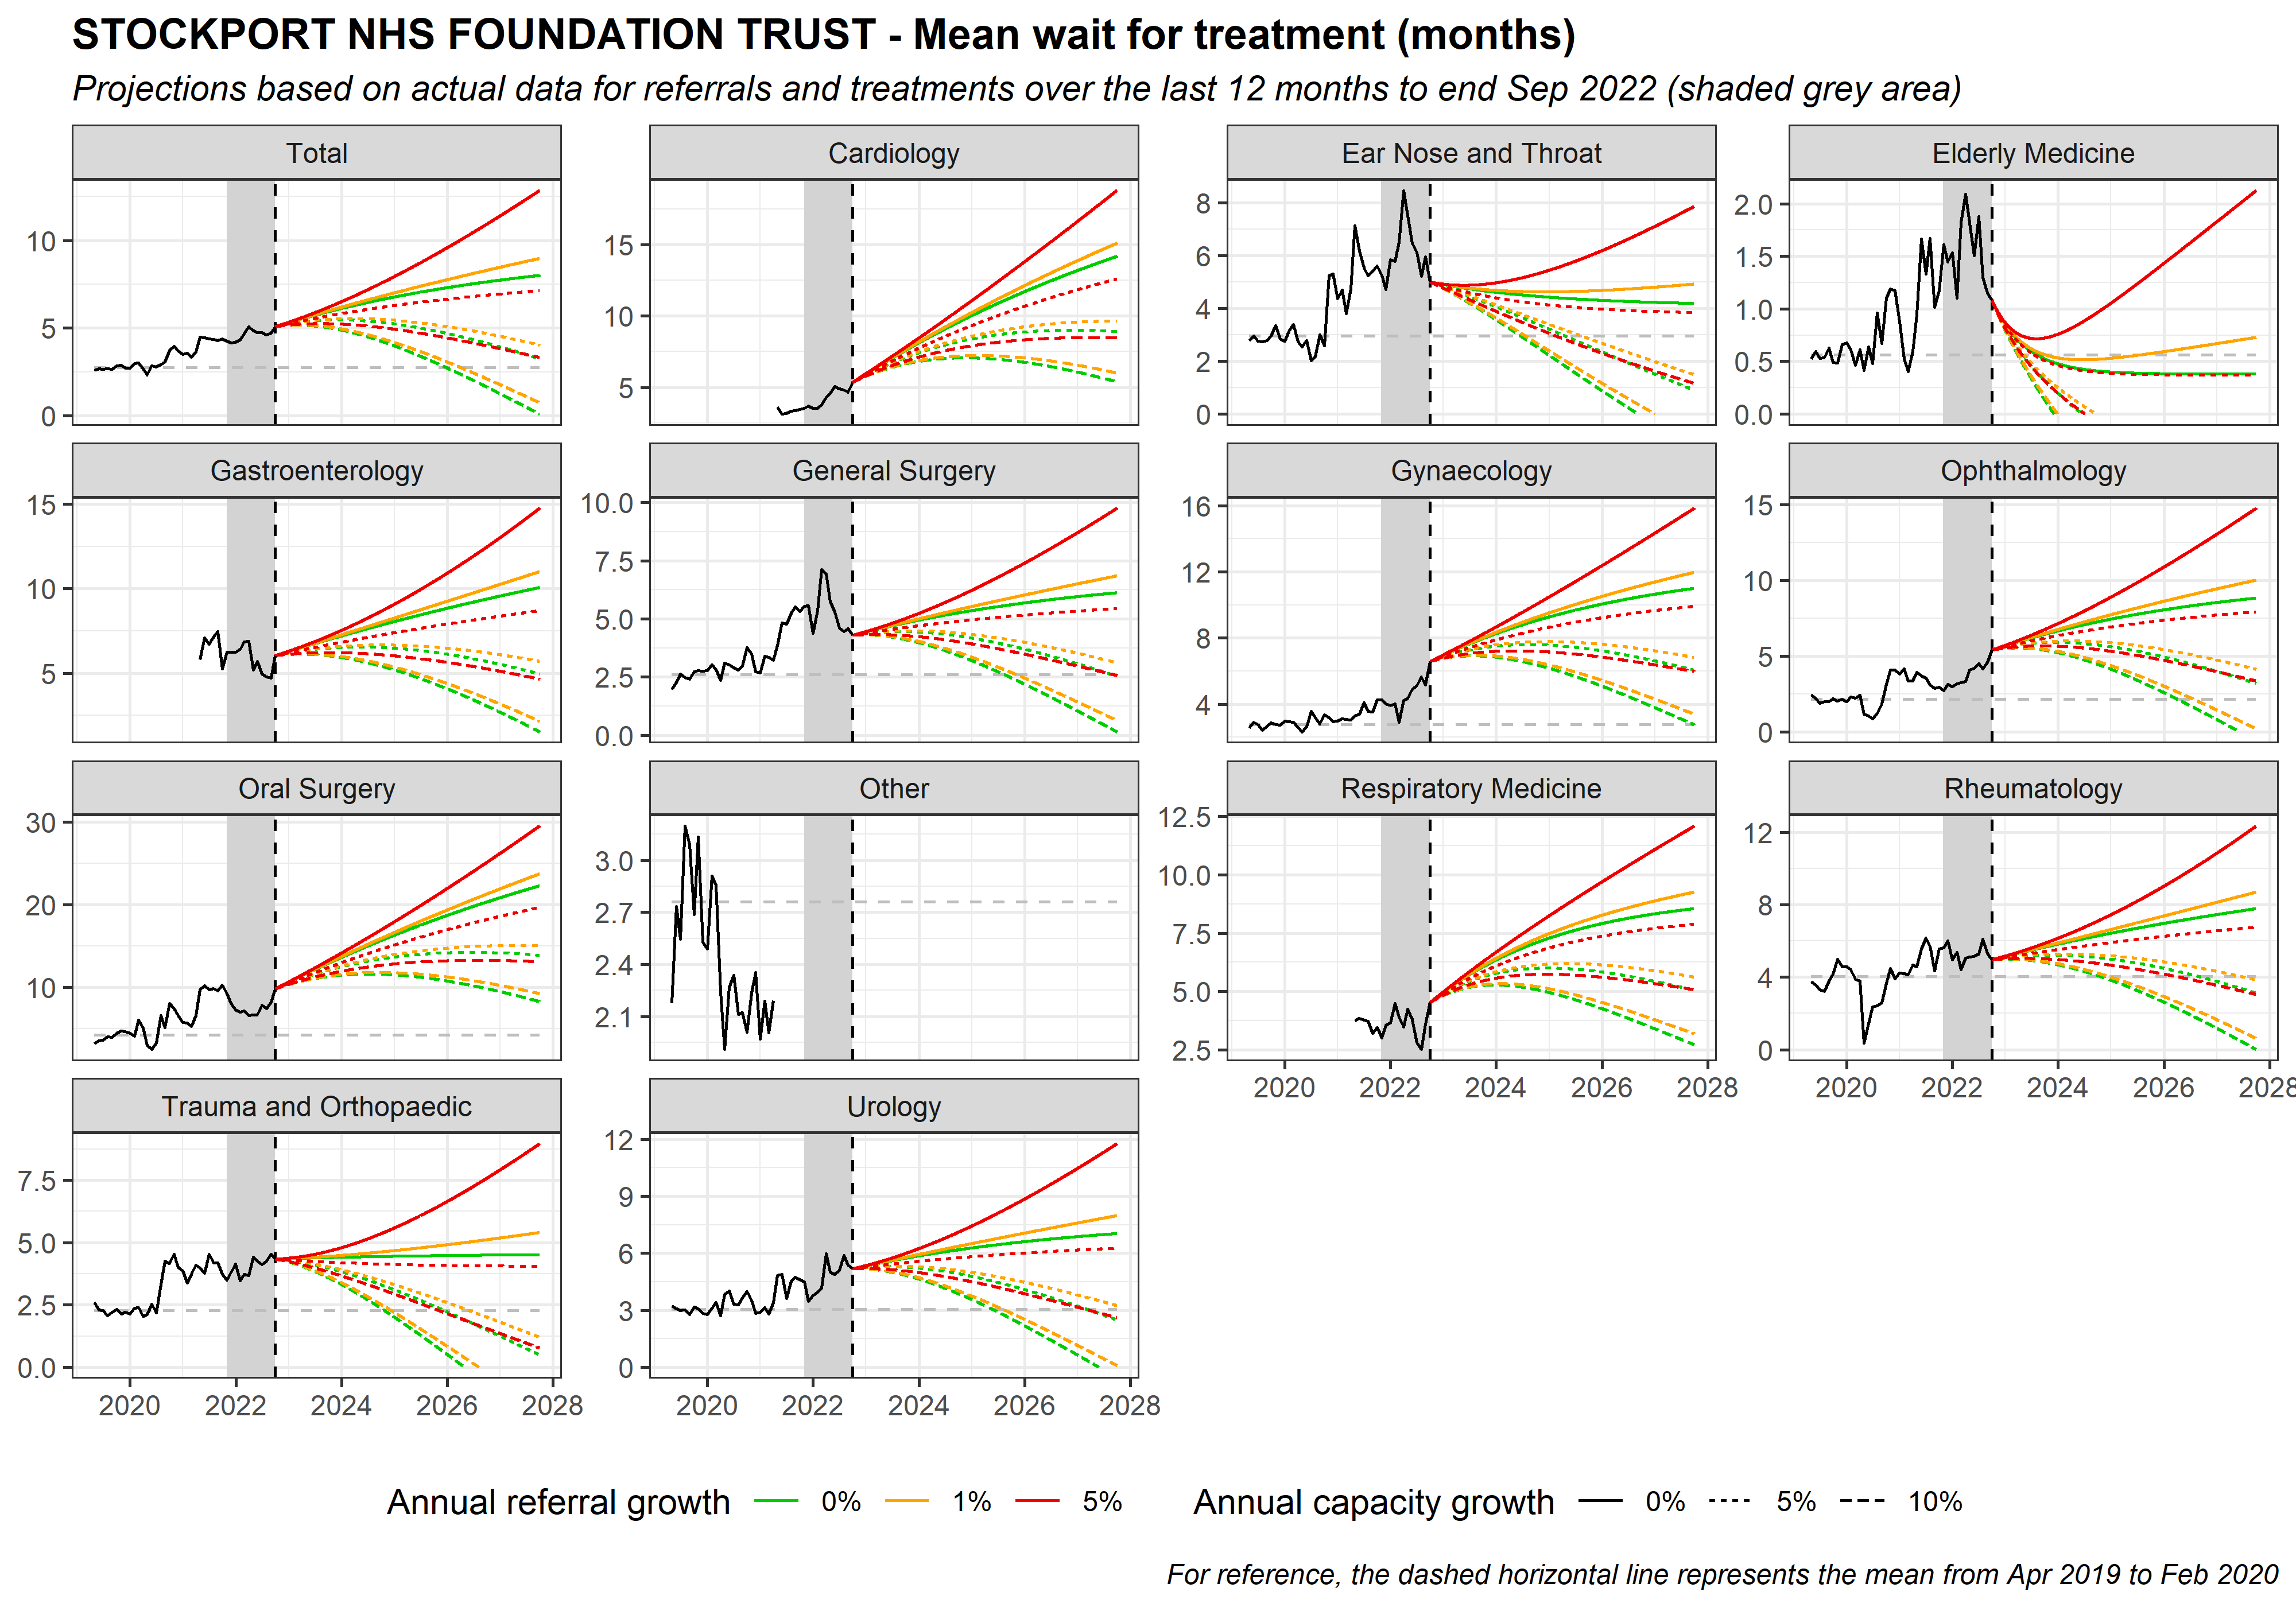 STOCKPORT NHS FOUNDATION TRUST - Mean wait for treatment (months)
Projections based on actual data for referrals and treatments over the last 12 months to end Sep 2022 (shaded grey area)
Total Cardiology Ear Nose and Throat Elderly Medicine
10 5 0
15 10 5
8 6 4 2 0
2.0 1.5 1.0 0.5 0.0
Gastroenterology General Surgery Gynaecology Ophthalmology
15 10 5
10.0 7.5 5.0 2.5 0.0
16 12 8 4
15 10 5 0
Oral Surgery Other Respiratory Medicine Rheumatology
30 20 10
3.0 2.7 2.4 2.1
12.5 10.0 7.5 5.0 2.5
12 8 4 0
2020 2022 2024 2026 2028 2020 2022 2024 2026 2028
Trauma and Orthopaedic Urology
7.5 5.0 2.5 0.0
12 9 6 3 0
2020 2022 2024 2026 2028 2020 2022 2024 2026 2028
Annual referral growth 0% 1% 5% Annual capacity growth 0% 5% 10%
For reference, the dashed horizontal line represents the mean from Apr 2019 to Feb 2020